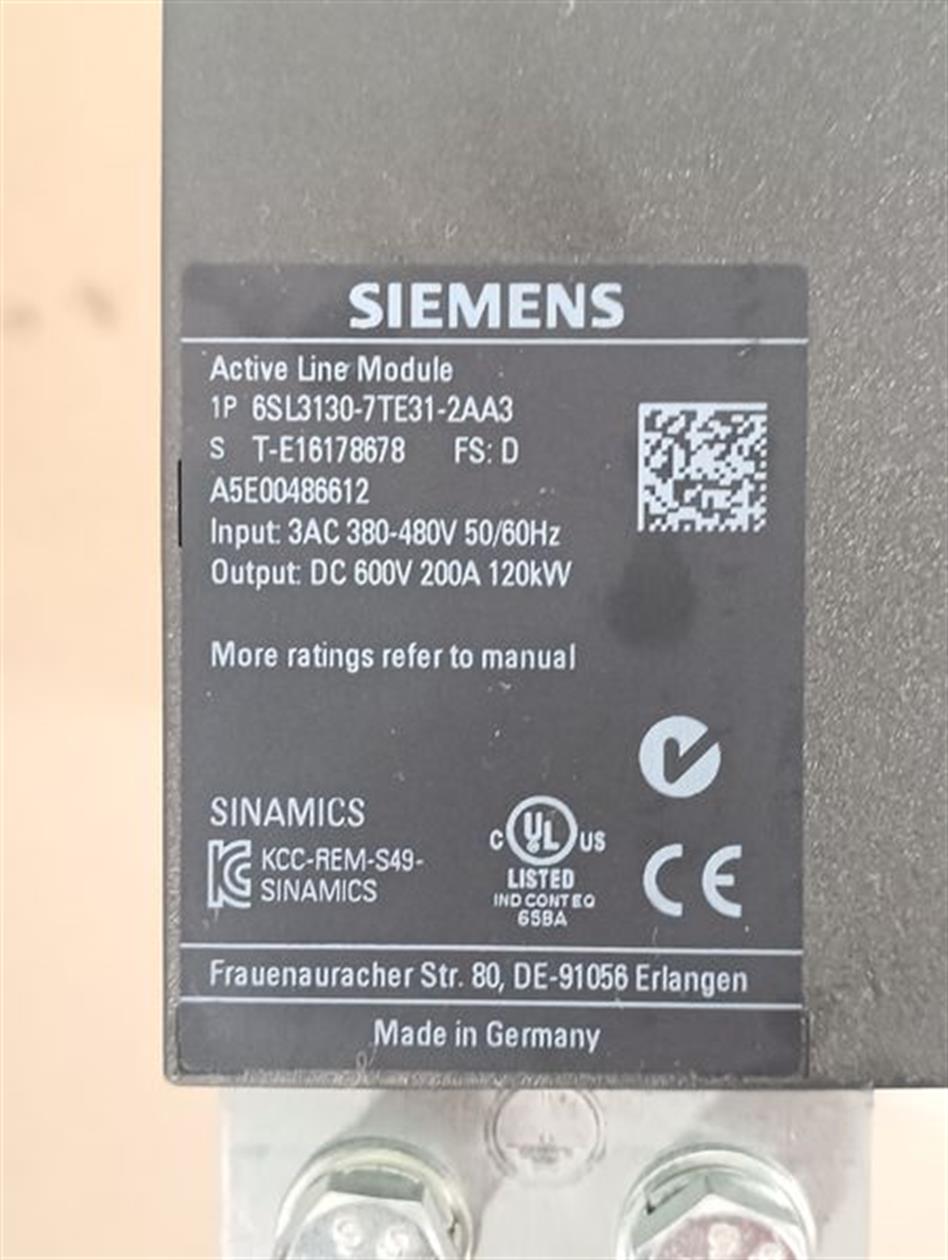 SIEMENS
Active Line Module
1P 6SL3130-7TE31-2AA3
S T-E16178678 FS: D
A5E00486612
Input: 3AC 380-480V 50/60Hz
Output: DC 600V 200A 120kW
More ratings refer to manual
SINAMICS
KCC-REM-S49-
SINAMICS
C UL US
LISTED
IND CONT EQ
65BA
CE
Frauenauracher Str. 80, DE-91056 Erlangen
Made in Germany